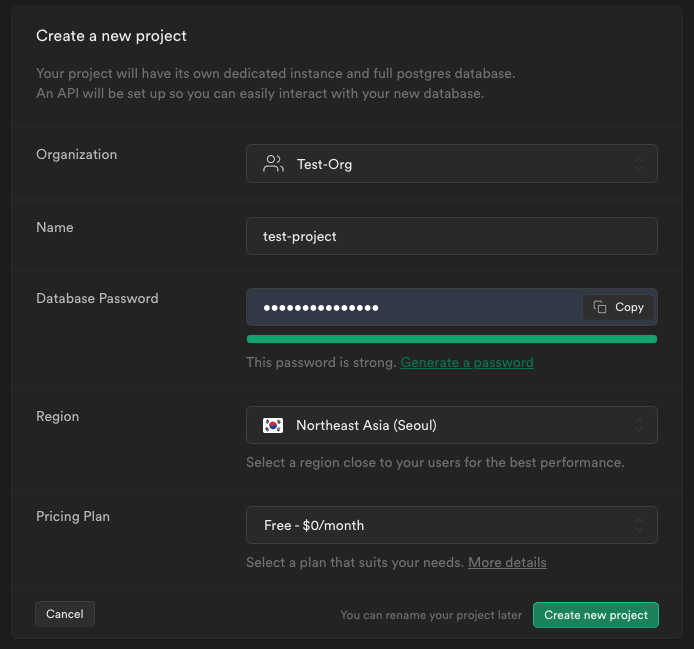 Create a new project
Your project will have its own dedicated instance and full postgres database.
An API will be set up so you can easily interact with your new database.
Organization
Test-Org
Name
test-project
Database Password
•••••••••••••••
Copy
This password is strong. Generate a password
Region
Northeast Asia (Seoul)
Select a region close to your users for the best performance.
Pricing Plan
Free - $0/month
Select a plan that suits your needs. More details
Cancel
You can rename your project later
Create new project